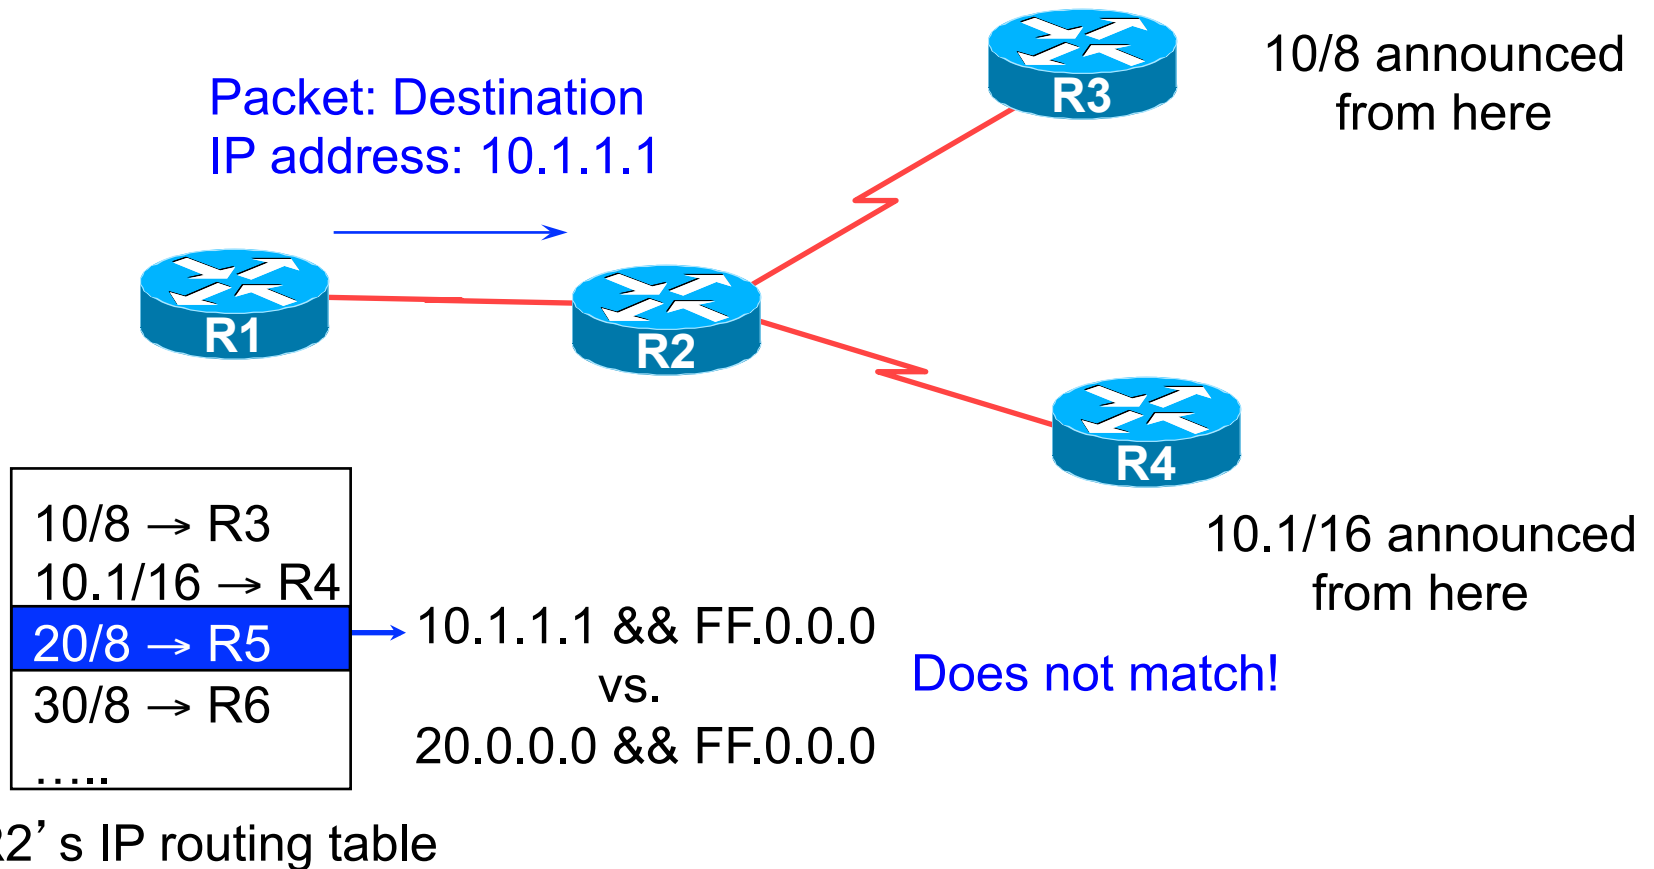 Packet: Destination
IP address: 10.1.1.1
R3
10/8 announced
from here
R1
R2
R4
10.1/16 announced
from here
10/8 → R3
10.1/16 → R4
20/8 → R5
30/8 → R6
…..
10.1.1.1 && FF.0.0.0
vs.
20.0.0.0 && FF.0.0.0
Does not match!
R2’s IP routing table